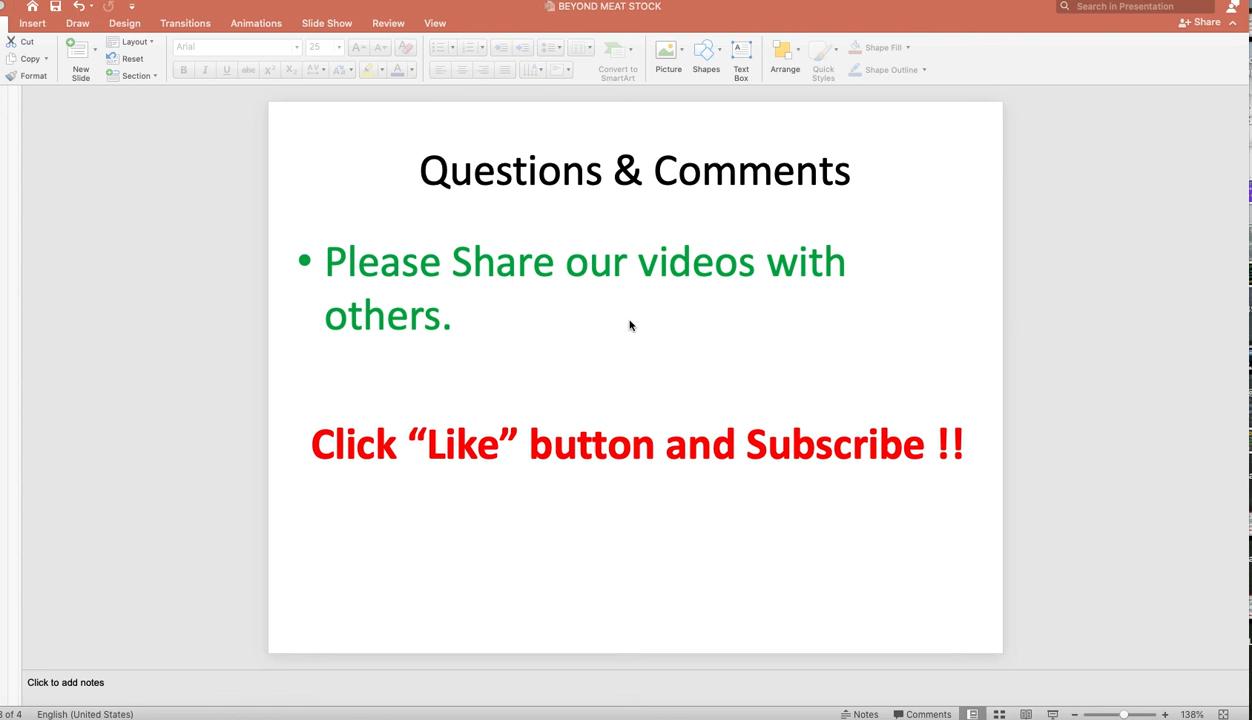 BEYOND MEAT STOCK
Search in Presentation
Insert Draw Design Transitions Animations Slide Show Review View
Share
Cut
Copy
Format
New Slide
Layout
Reset
Section
Arial 25
Convert to SmartArt
Picture
Shapes
Text Box
Arrange
Quick Styles
Shape Fill
Shape Outline
Questions & Comments
• Please Share our videos with
others.
Click “Like” button and Subscribe !!
Click to add notes
of 4 English (United States) Notes Comments 138%